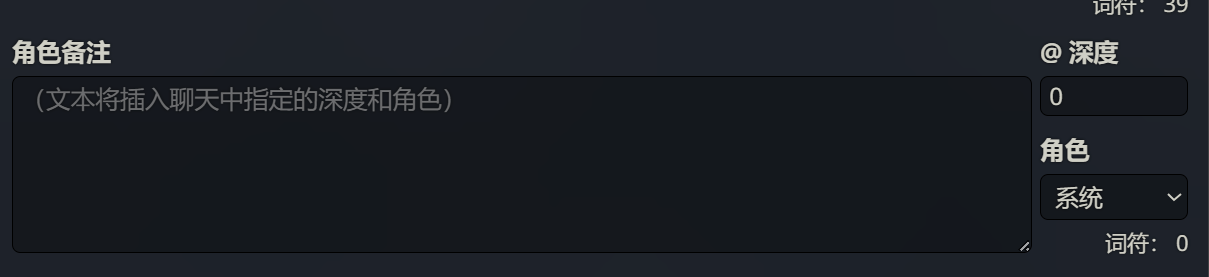 词符： 39
角色备注
@ 深度
（文本将插入聊天中指定的深度和角色）
0
角色
系统
词符： 0